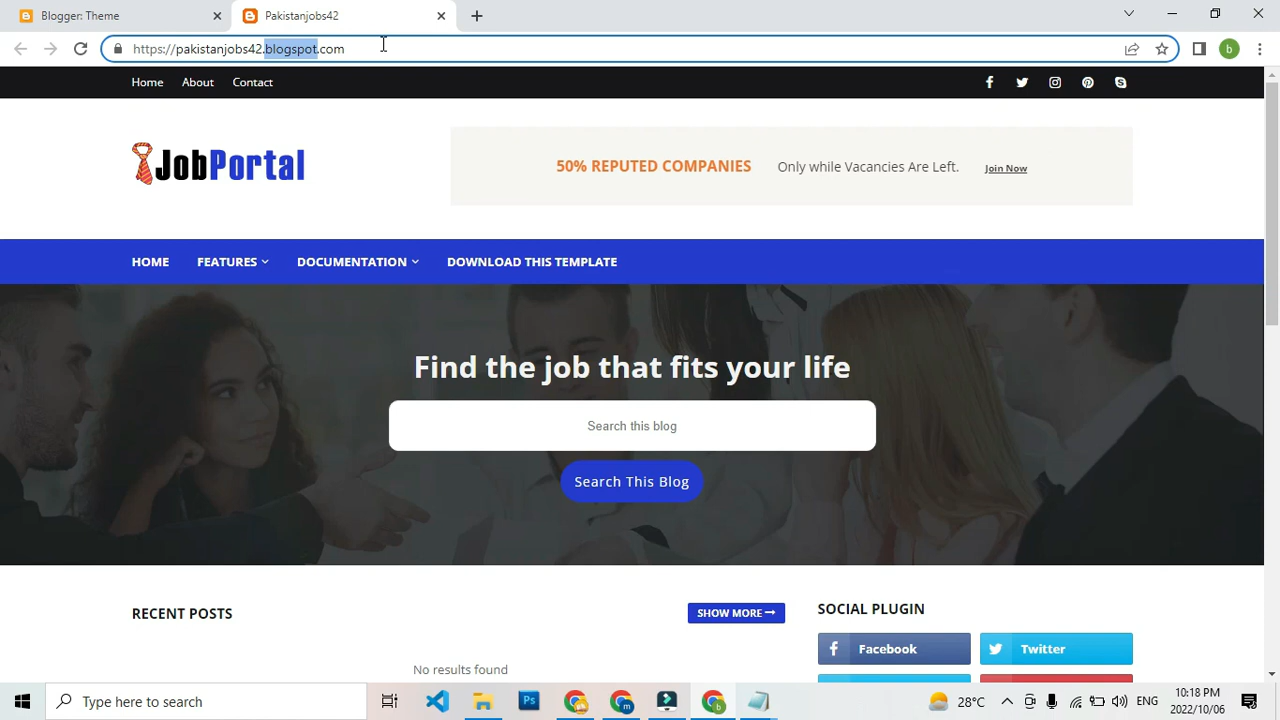 Blogger: Theme
Pakistanjobs42
https://pakistanjobs42.blogspot.com
b
Home About Contact
JobPortal
50% REPUTED COMPANIES Only while Vacancies Are Left. Join Now
HOME FEATURES DOCUMENTATION DOWNLOAD THIS TEMPLATE
Find the job that fits your life
Search this blog
Search This Blog
RECENT POSTS
SHOW MORE
SOCIAL PLUGIN
Facebook
Twitter
No results found
Type here to search
Ps
m
b
28°C
ENG
10:18 PM
2022/10/06